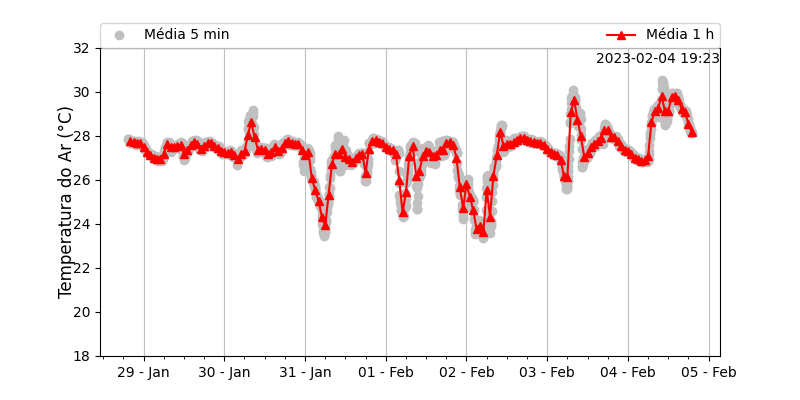 Média 5 min
Média 1 h
2023-02-04 19:23
Temperatura do Ar (°C)
32
30
28
26
24
22
20
18
29 - Jan
30 - Jan
31 - Jan
01 - Feb
02 - Feb
03 - Feb
04 - Feb
05 - Feb